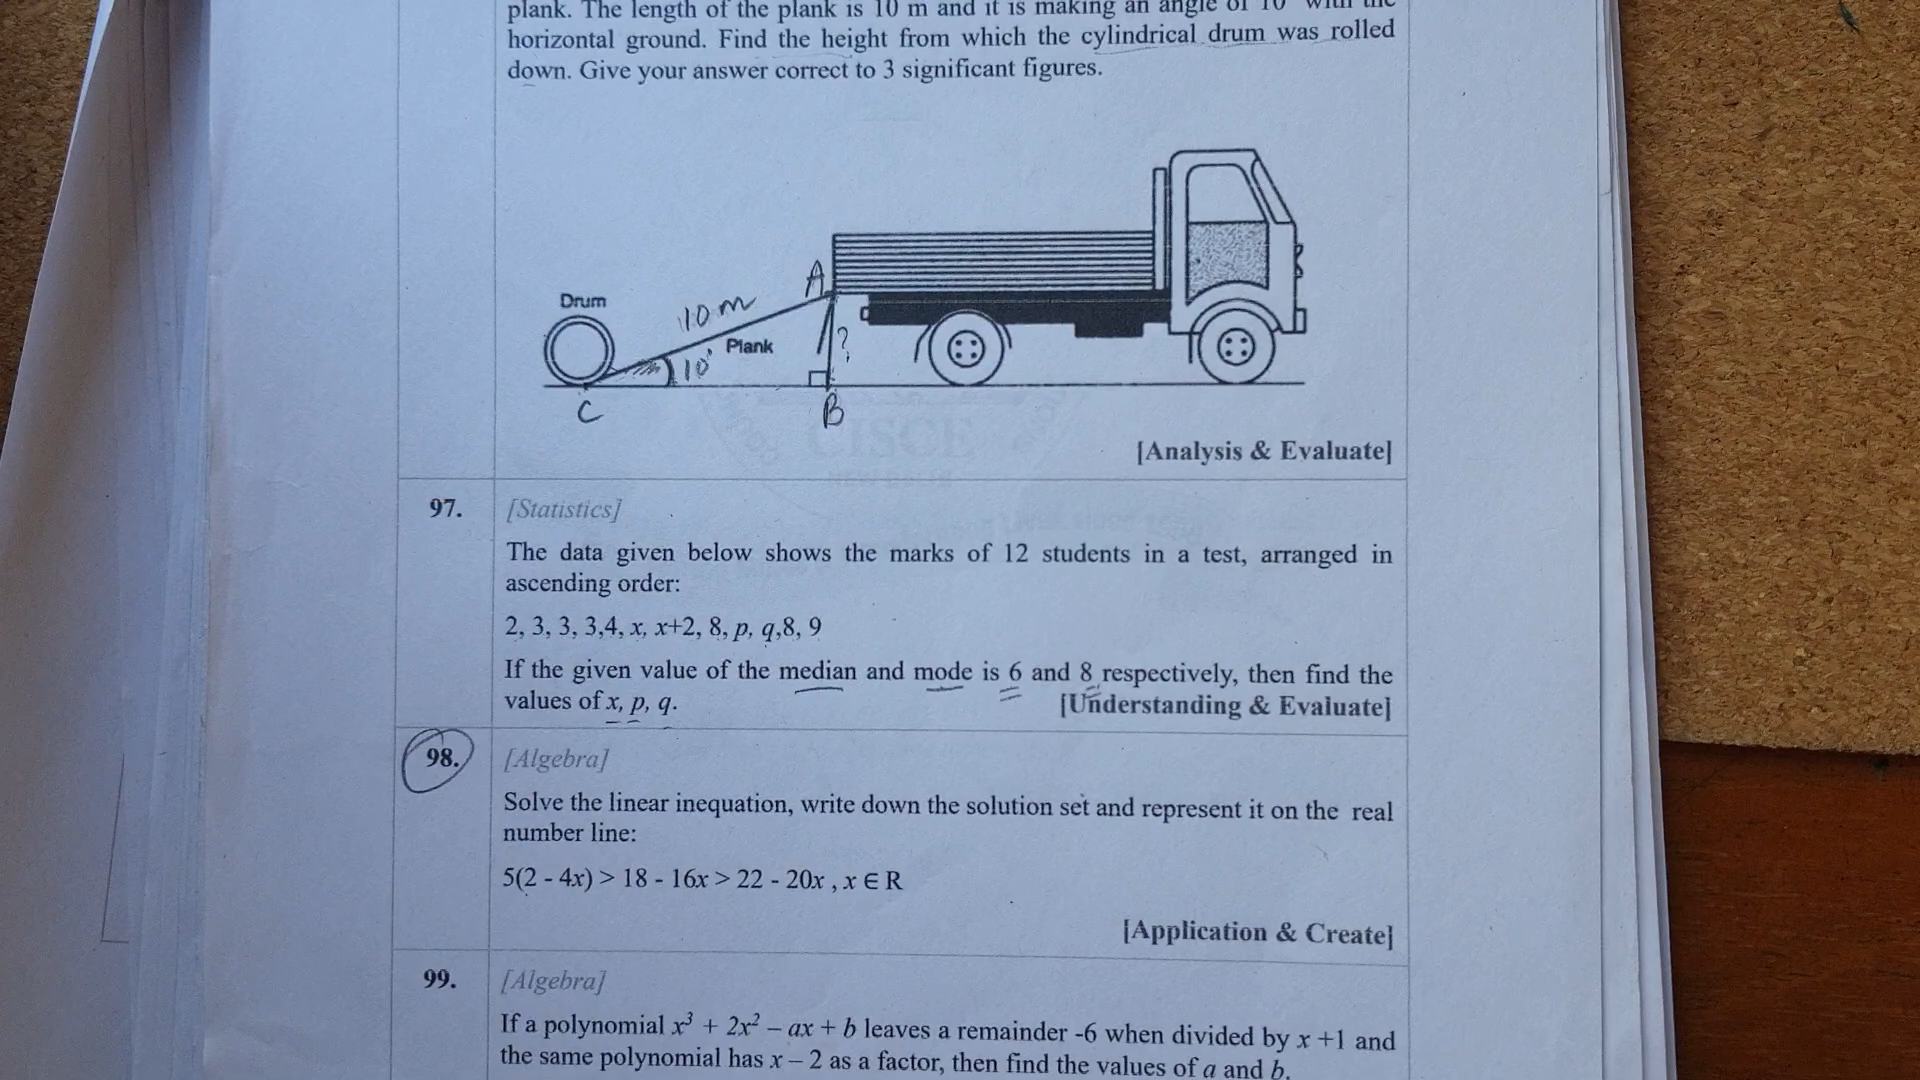 plank. The length of the plank is 10 m and it is making an angle of 10° with the
horizontal ground. Find the height from which the cylindrical drum was rolled
down. Give your answer correct to 3 significant figures.
Drum
10 m
A
Plank
10°
?
C
B
CISCE
[Analysis & Evaluate]
97.
[Statistics]
The data given below shows the marks of 12 students in a test, arranged in
ascending order:
2, 3, 3, 3,4, x, x+2, 8, p, q,8, 9
If the given value of the median and mode is 6 and 8 respectively, then find the
values of x, p, q.
[Understanding & Evaluate]
98.
[Algebra]
Solve the linear inequation, write down the solution set and represent it on the real
number line:
5(2 - 4x) > 18 - 16x > 22 - 20x , x ∈ R
[Application & Create]
99.
[Algebra]
If a polynomial x³ + 2x² – ax + b leaves a remainder -6 when divided by x +1 and
the same polynomial has x – 2 as a factor, then find the values of a and b.